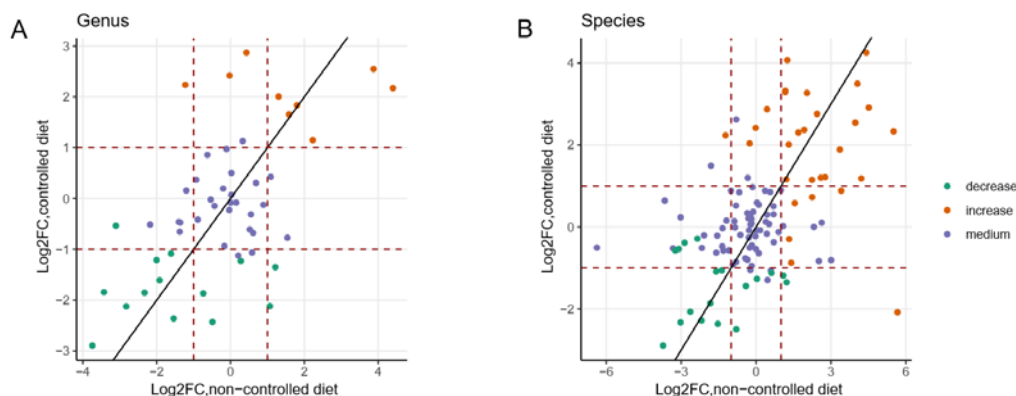 A
Genus
Log2FC,controlled diet
3
2
1
0
−1
−2
−3
−4
−2
0
2
4
Log2FC,non−controlled diet
B
Species
Log2FC,controlled diet
4
2
0
−2
−6
−3
0
3
6
Log2FC,non−controlled diet
decrease
increase
medium